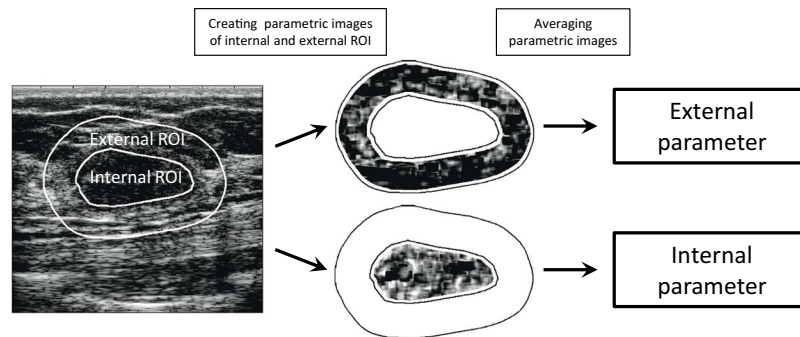 Creating parametric images
of internal and external ROI
Averaging
parametric images
External ROI
Internal ROI
External
parameter
Internal
parameter